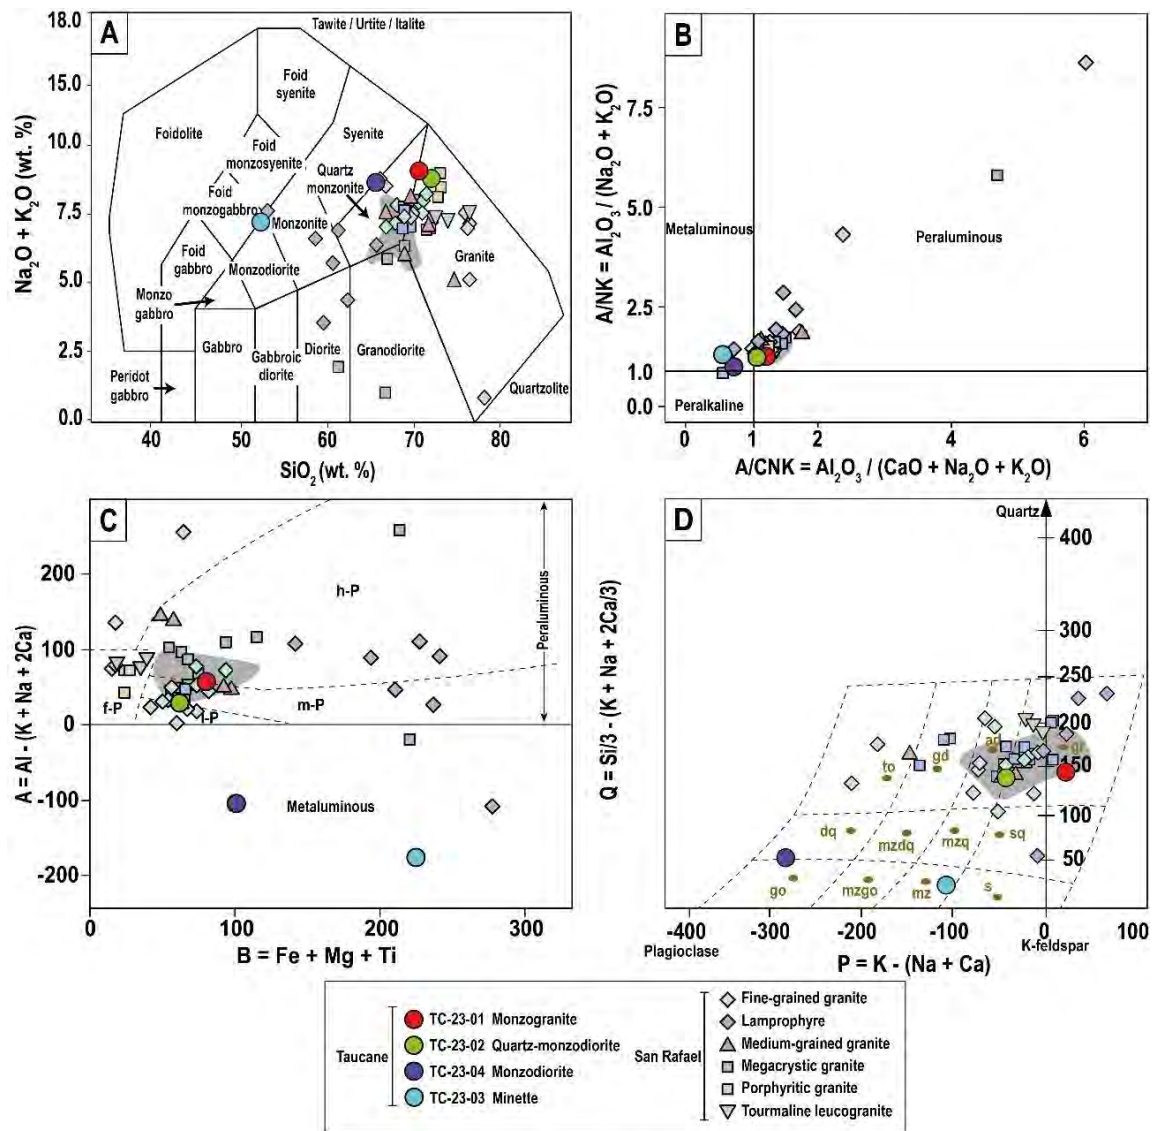 A
18.0
15.0
10.0
7.5
5.0
2.5
0.0
Na2O + K2O (wt. %)
Tawite / Urtite / Italite
Foid
syenite
Foidolite
Foid
monzosyenite
Syenite
Quartz
monzonite
Foid
monzogabbro
Monzonite
Foid
gabbro
Monzodiorite
Granite
Monzo
gabbro
Gabbro
Gabbroic
diorite
Diorite
Granodiorite
Peridot
gabbro
Quartzolite
40
50
60
70
80
SiO2 (wt. %)
B
7.5
5.0
2.5
1.0
0.0
A/NK = Al2O3 / (Na2O + K2O)
Metaluminous
Peraluminous
Peralkaline
0
1
2
4
6
A/CNK = Al2O3 / (CaO + Na2O + K2O)
C
200
100
0
-100
-200
A = Al - (K + Na + 2Ca)
h-P
Peraluminous
m-P
f-P
l-P
Metaluminous
0
100
200
300
B = Fe + Mg + Ti
D
Quartz
400
300
250
200
150
100
50
Q = Si/3 - (K + Na + 2Ca/3)
to
gd
ad
gr
dq
mzdq
mzq
sq
go
mzgo
mz
s
-400
-300
-200
-100
0
100
Plagioclase
K-feldspar
P = K - (Na + Ca)
Taucane
TC-23-01 Monzogranite
TC-23-02 Quartz-monzodiorite
TC-23-04 Monzodiorite
TC-23-03 Minette
San Rafael
Fine-grained granite
Lamprophyre
Medium-grained granite
Megacrystic granite
Porphyritic granite
Tourmaline leucogranite